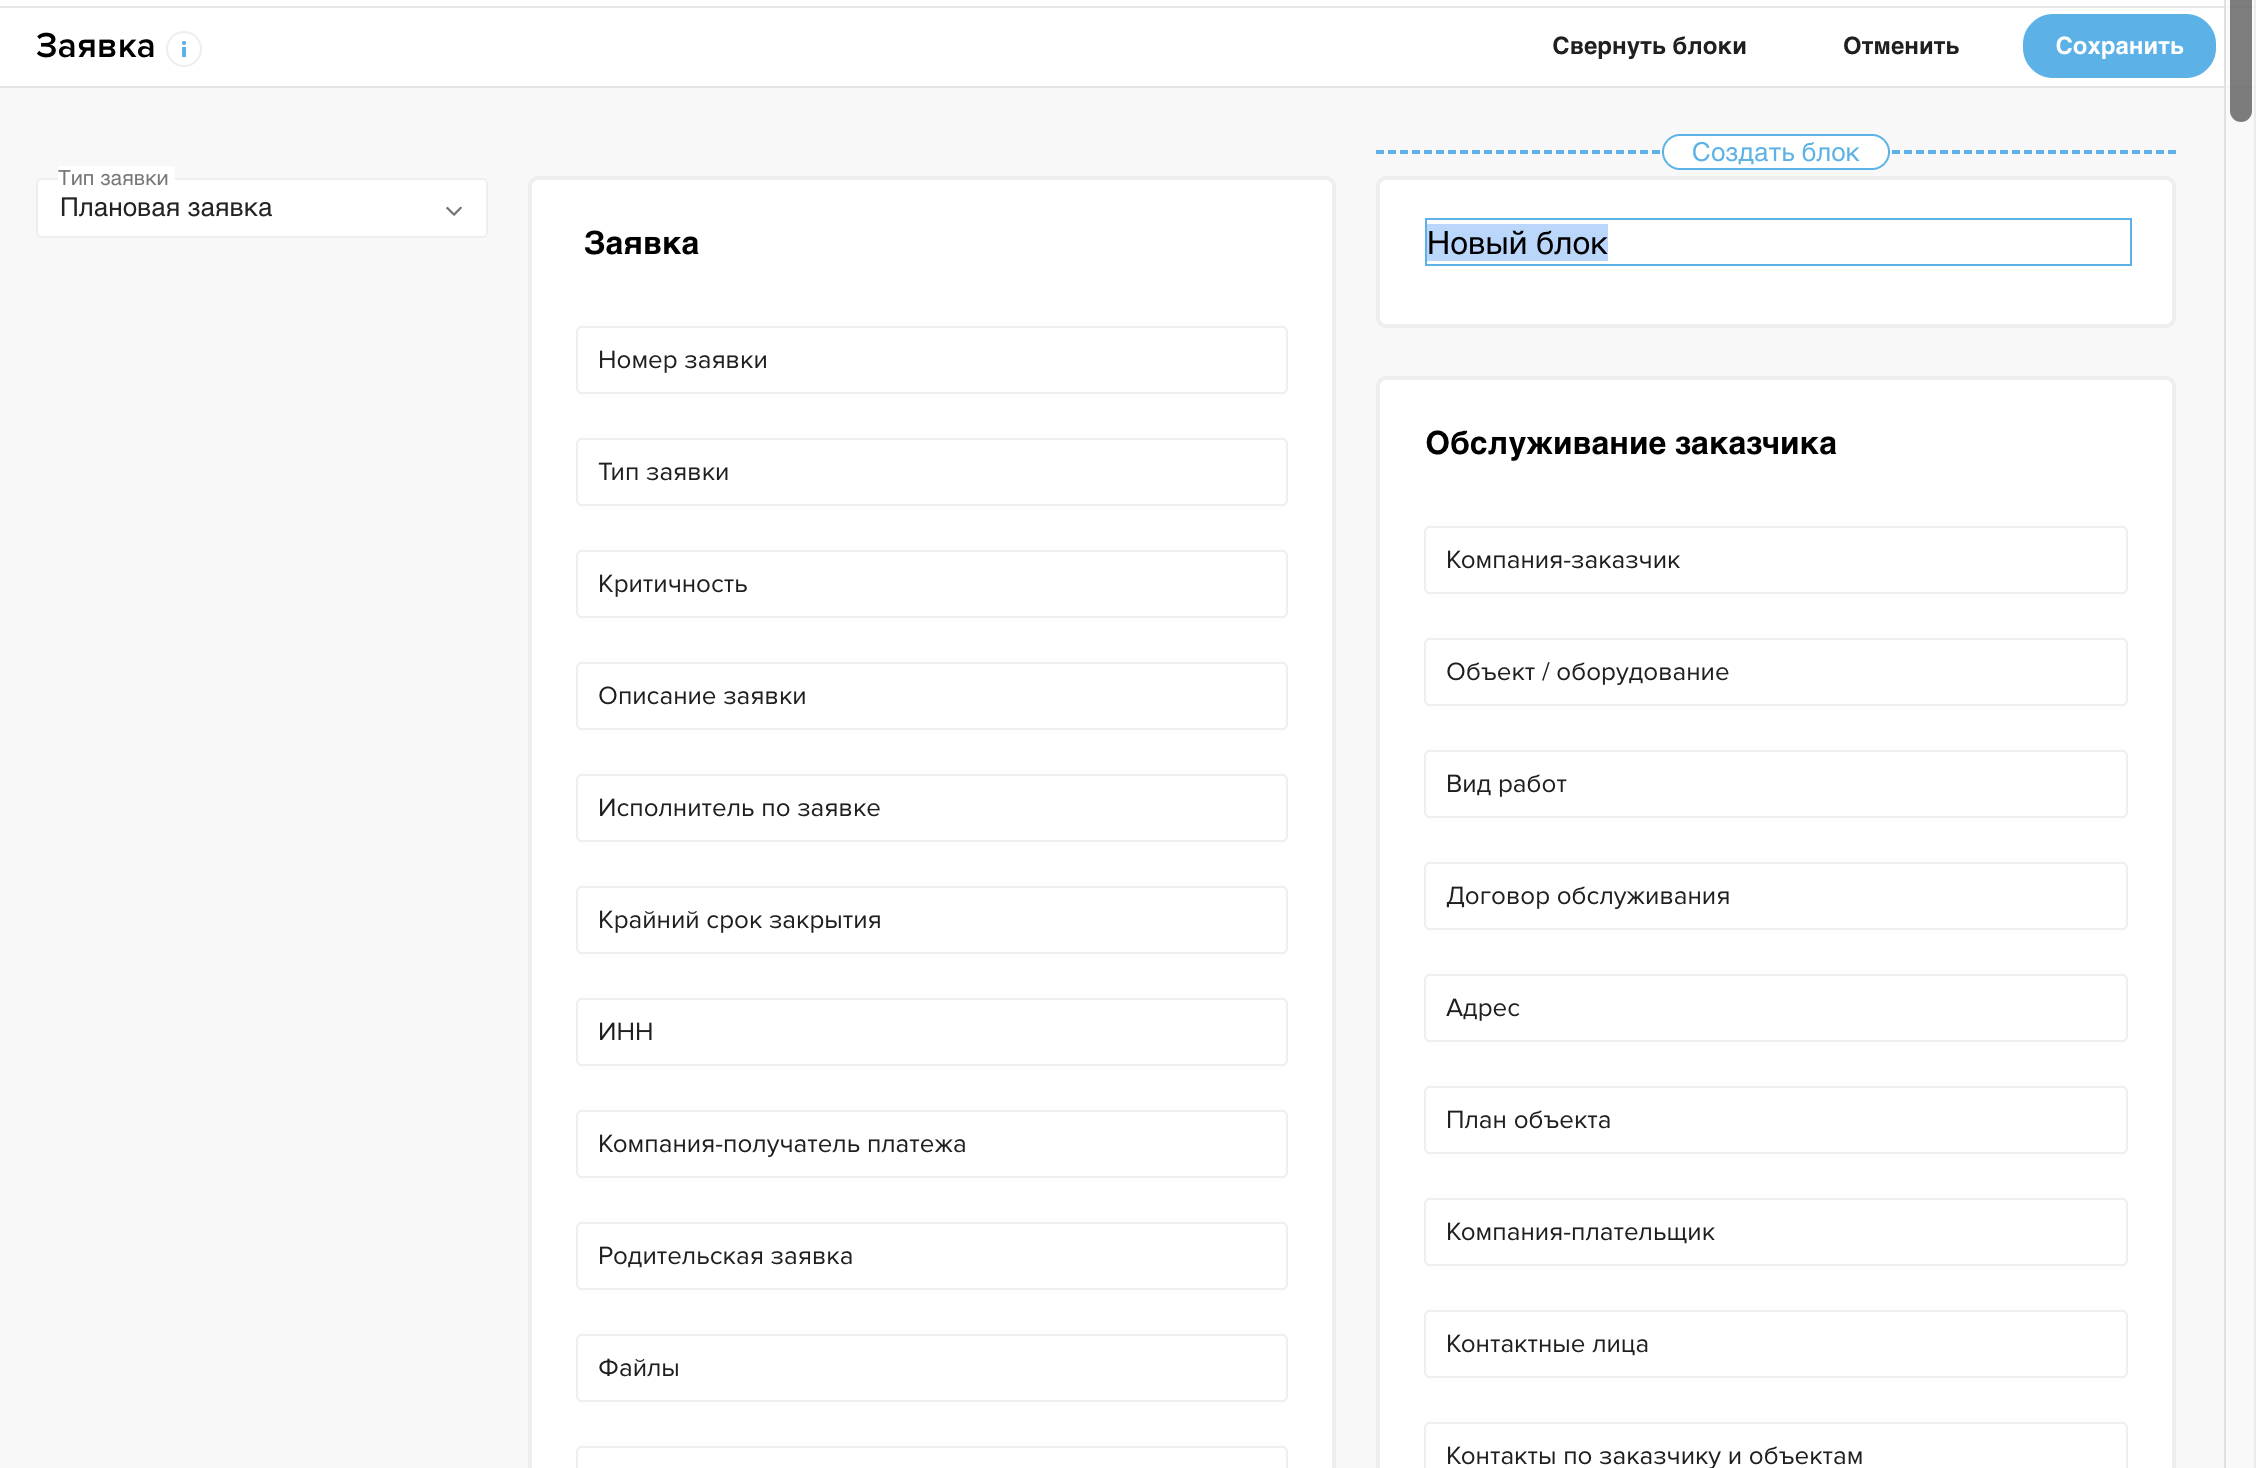 Заявка i
Свернуть блоки
Отменить
Сохранить
Тип заявки
Плановая заявка
Заявка
Номер заявки
Тип заявки
Критичность
Описание заявки
Исполнитель по заявке
Крайний срок закрытия
ИНН
Компания-получатель платежа
Родительская заявка
Файлы
Создать блок
Новый блок
Обслуживание заказчика
Компания-заказчик
Объект / оборудование
Вид работ
Договор обслуживания
Адрес
План объекта
Компания-плательщик
Контактные лица
Контакты по заказчику и объектам